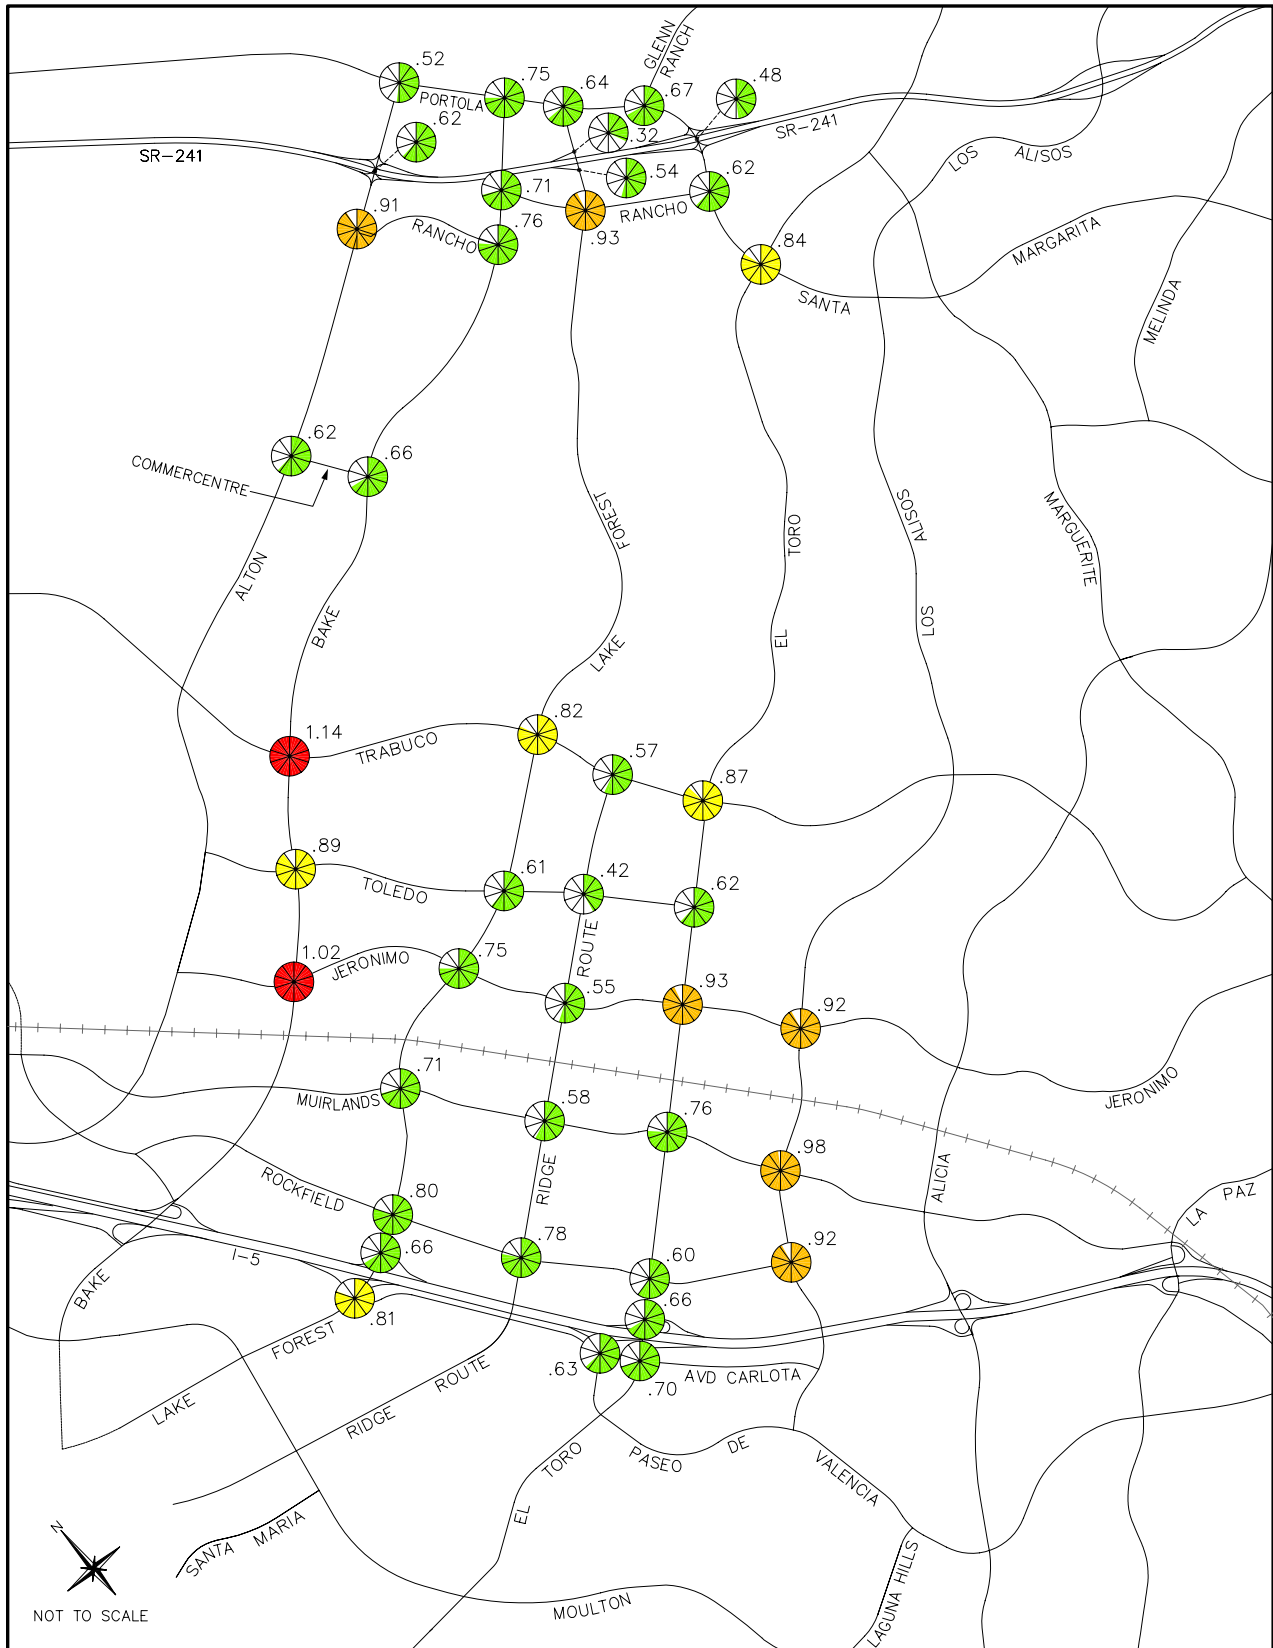 GLENN
RANCH
.52
.75
.64
.67
.48
PORTOLA
.62
.32
SR-241
SR-241
LOS ALISOS
.71
.54
.62
.91
RANCHO
.76
.93
RANCHO
.84
SANTA
MARGARITA
MELINDA
.62
.66
COMMERCENTRE
FOREST
TORO
ALISOS
MARGUERITE
ALTON
BAKE
LAKE
EL
LOS
1.14
TRABUCO
.82
.57
.87
.89
TOLEDO
.61
.42
.62
1.02
JERONIMO
.75
ROUTE
.55
.93
.92
.71
MUIRLANDS
.58
.76
JERONIMO
.98
ROCKFIELD
RIDGE
ALICIA
LA PAZ
.80
.78
.66
.60
.92
I-5
BAKE
.81
FOREST
.66
.63
.70
AVD CARLOTA
LAKE
ROUTE
RIDGE
TORO
PASEO DE VALENCIA
EL
SANTA MARIA
N
NOT TO SCALE
MOULTON
LAGUNA HILLS